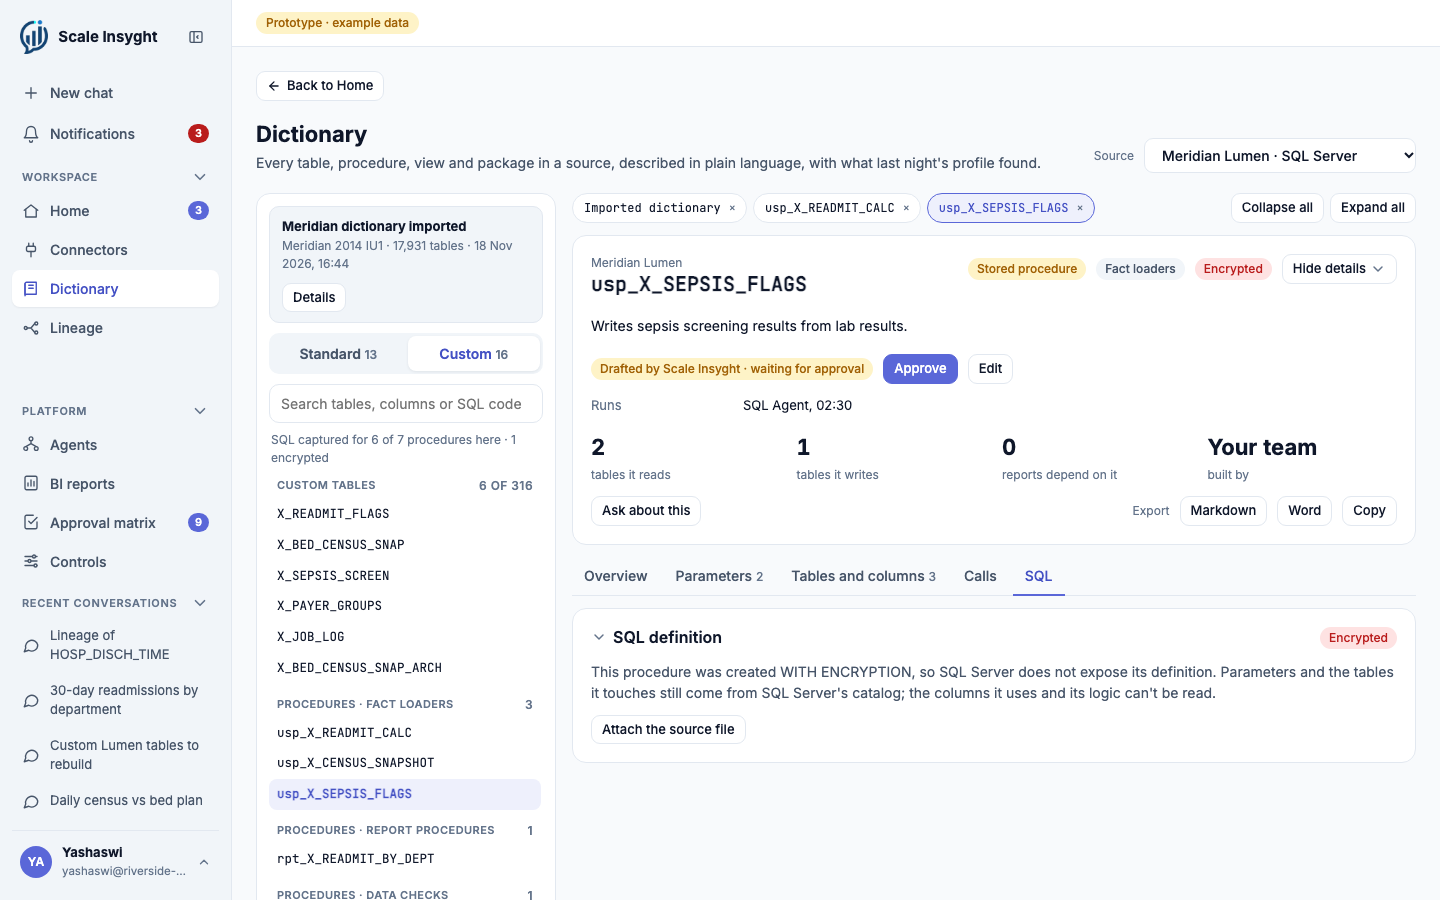 Scale Insyght
New chat
Notifications 3
WORKSPACE
Home 3
Connectors
Dictionary
Lineage
PLATFORM
Agents
BI reports
Approval matrix 9
Controls
RECENT CONVERSATIONS
Lineage of
HOSP_DISCH_TIME
30-day readmissions by
department
Custom Lumen tables to
rebuild
Daily census vs bed plan
YA
Yashaswi
yashaswi@riverside-...
Prototype · example data
Back to Home
Dictionary
Every table, procedure, view and package in a source, described in plain language, with what last night's profile found.
Source
Meridian Lumen · SQL Server
Meridian dictionary imported
Meridian 2014 IU1 · 17,931 tables · 18 Nov
2026, 16:44
Details
Standard 13
Custom 16
Search tables, columns or SQL code
SQL captured for 6 of 7 procedures here · 1
encrypted
CUSTOM TABLES 6 OF 316
X_READMIT_FLAGS
X_BED_CENSUS_SNAP
X_SEPSIS_SCREEN
X_PAYER_GROUPS
X_JOB_LOG
X_BED_CENSUS_SNAP_ARCH
PROCEDURES · FACT LOADERS 3
usp_X_READMIT_CALC
usp_X_CENSUS_SNAPSHOT
usp_X_SEPSIS_FLAGS
PROCEDURES · REPORT PROCEDURES 1
rpt_X_READMIT_BY_DEPT
PROCEDURES · DATA CHECKS 1
Imported dictionary ×
usp_X_READMIT_CALC ×
usp_X_SEPSIS_FLAGS ×
Collapse all
Expand all
Meridian Lumen
usp_X_SEPSIS_FLAGS
Stored procedure
Fact loaders
Encrypted
Hide details
Writes sepsis screening results from lab results.
Drafted by Scale Insyght · waiting for approval
Approve
Edit
Runs SQL Agent, 02:30
2
tables it reads
1
tables it writes
0
reports depend on it
Your team
built by
Ask about this
Export
Markdown
Word
Copy
Overview
Parameters 2
Tables and columns 3
Calls
SQL
SQL definition
Encrypted
This procedure was created WITH ENCRYPTION, so SQL Server does not expose its definition. Parameters and the tables
it touches still come from SQL Server's catalog; the columns it uses and its logic can't be read.
Attach the source file